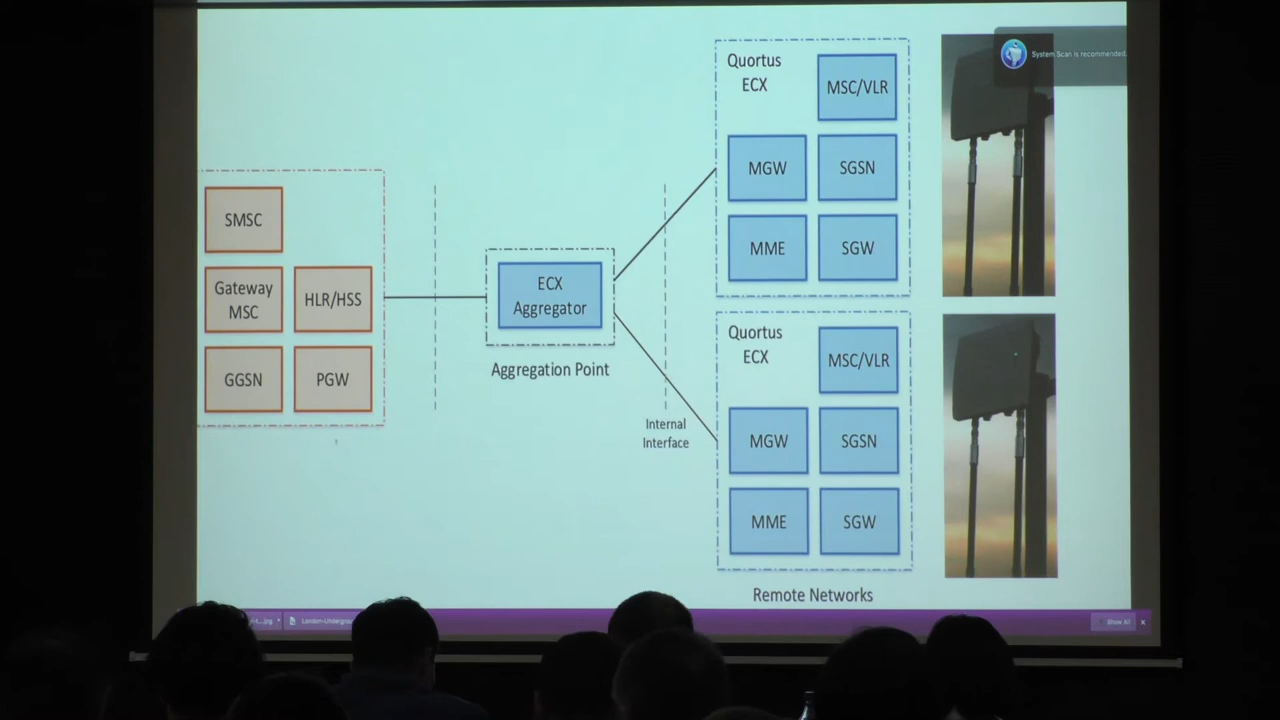 System Scan is recommended.
SMSC
Gateway
MSC
HLR/HSS
GGSN
PGW
ECX
Aggregator
Aggregation Point
Internal
Interface
Quortus
ECX
MSC/VLR
MGW
SGSN
MME
SGW
Quortus
ECX
MSC/VLR
MGW
SGSN
MME
SGW
Remote Networks
Show All